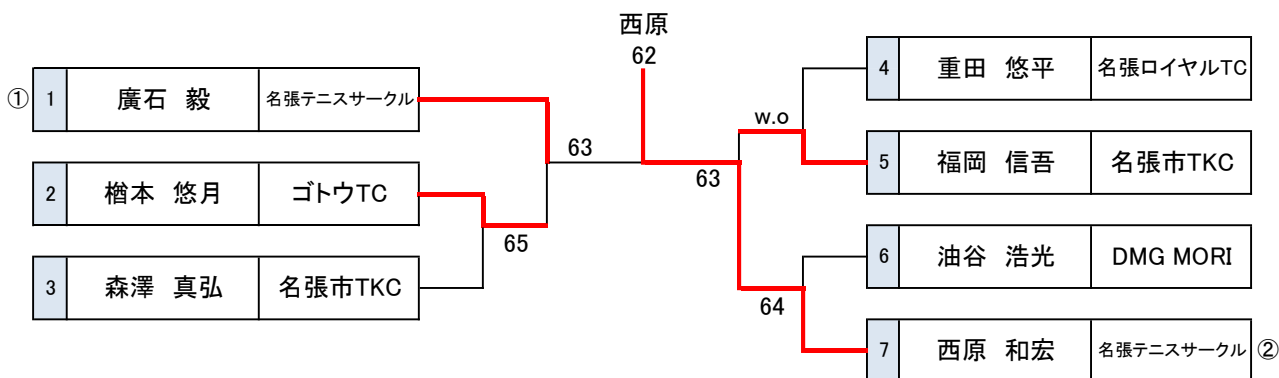 西原
62
① 1 廣石 毅 名張テニスサークル
2 楢本 悠月 ゴトウTC
3 森澤 真弘 名張市TKC
63
65
4 重田 悠平 名張ロイヤルTC
w.o
5 福岡 信吾 名張市TKC
63
6 油谷 浩光 DMG MORI
64
7 西原 和宏 名張テニスサークル ②